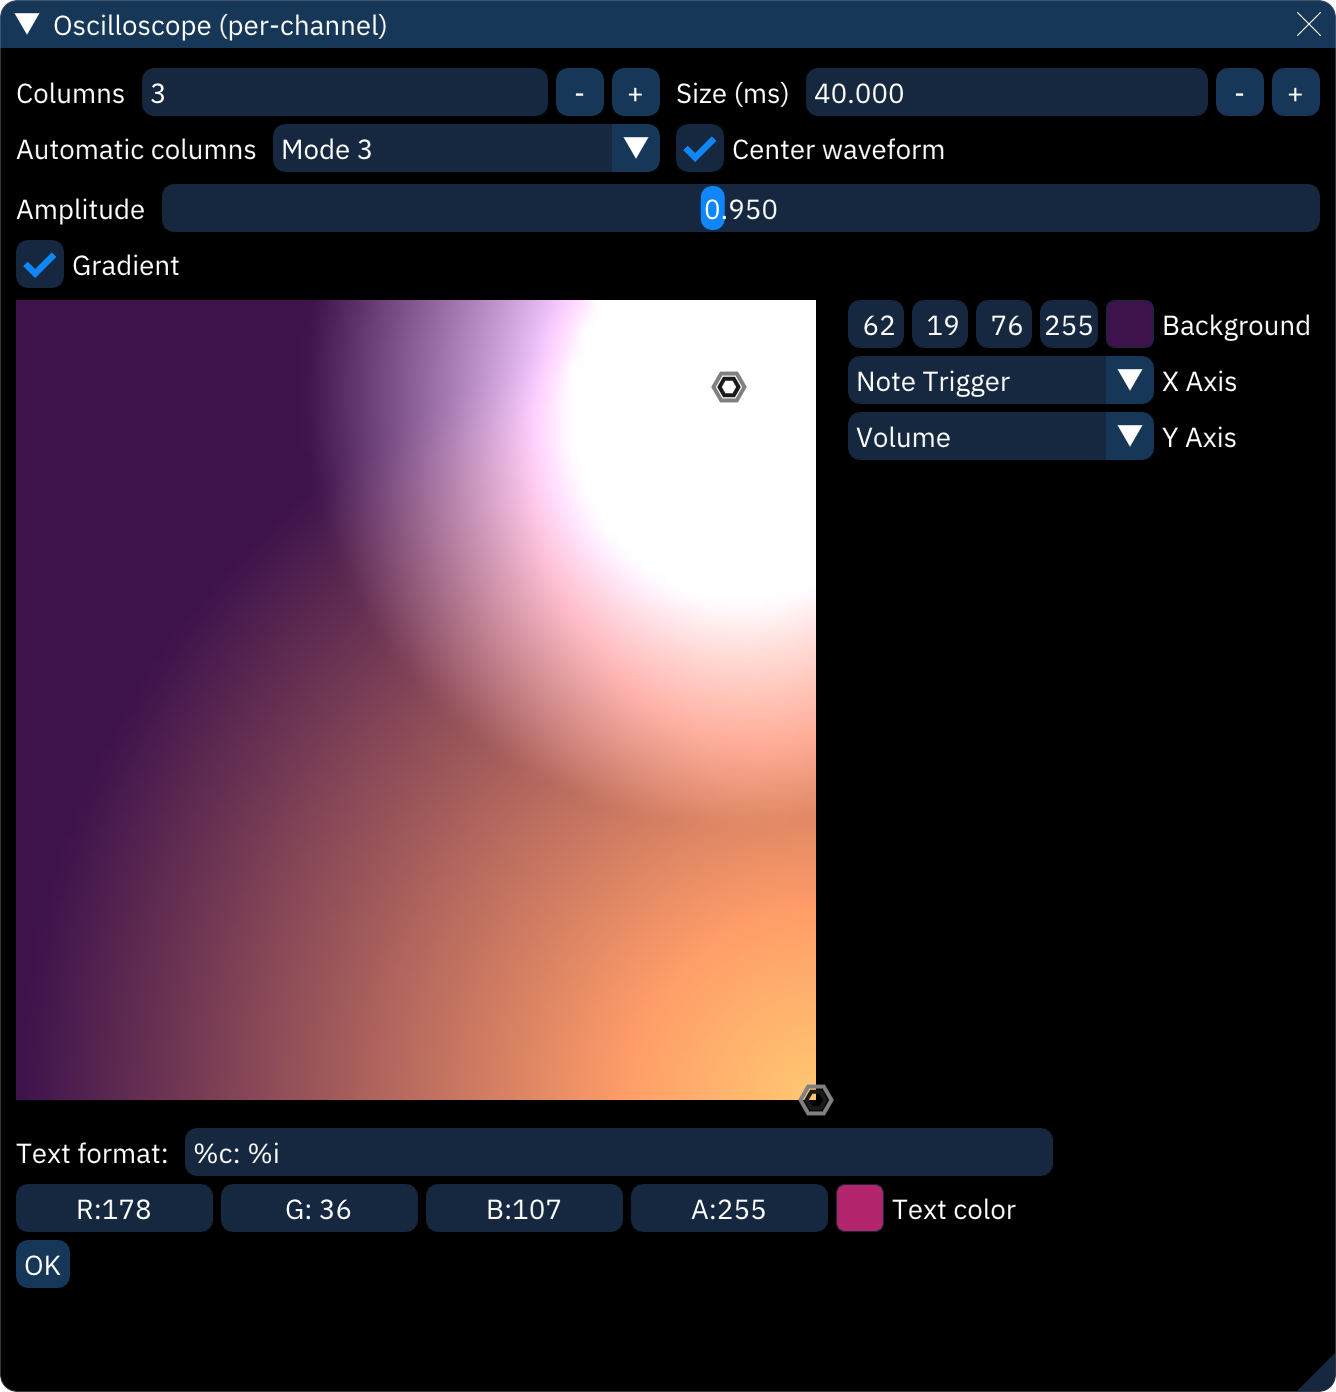 Oscilloscope (per-channel)
Columns 3 - + Size (ms) 40.000 - +
Automatic columns Mode 3 Center waveform
Amplitude 0.950
Gradient
62 19 76 255 Background
Note Trigger X Axis
Volume Y Axis
Text format: %c: %i
R:178 G: 36 B:107 A:255 Text color
OK